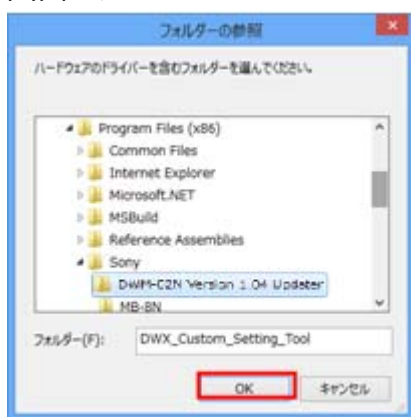 フォルダーの参照
ハードウェアのドライバーを含むフォルダーを選んでください。
Program Files (x86)
Common Files
Internet Explorer
Microsoft.NET
MSBuild
Reference Assemblies
Sony
DWM-C2N Version 1.04 Updater
MB-8N
フォルダー(F):
DWX_Custom_Setting_Tool
OK
キャンセル